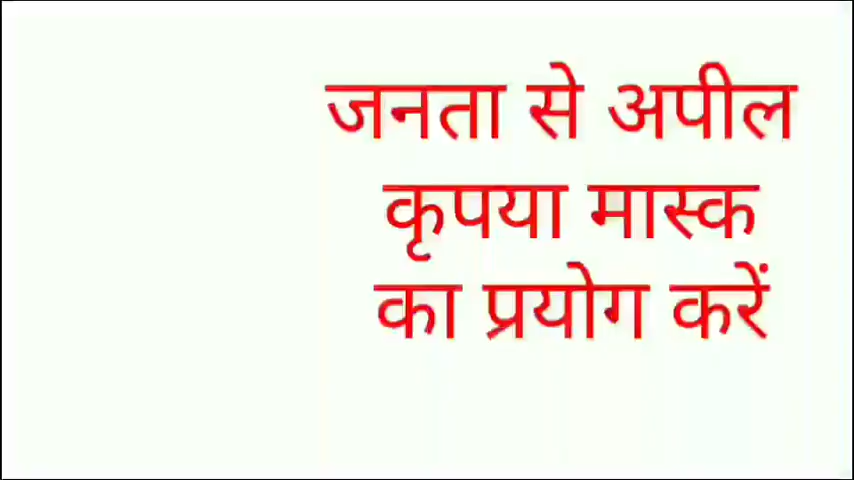 जनता से अपील
कृपया मास्क
का प्रयोग करें